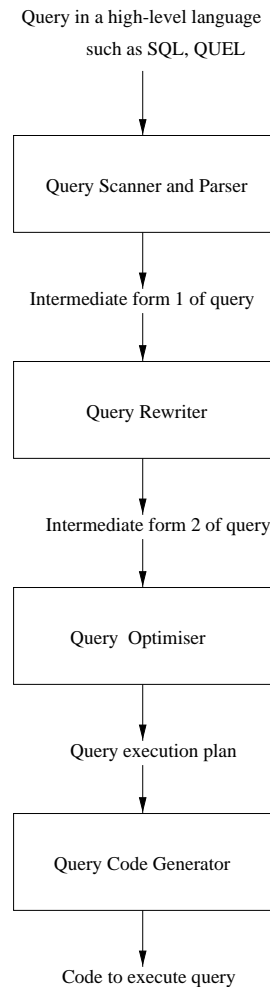 Query in a high-level language
such as SQL, QUEL
Query Scanner and Parser
Intermediate form 1 of query
Query Rewriter
Intermediate form 2 of query
Query Optimiser
Query execution plan
Query Code Generator
Code to execute query